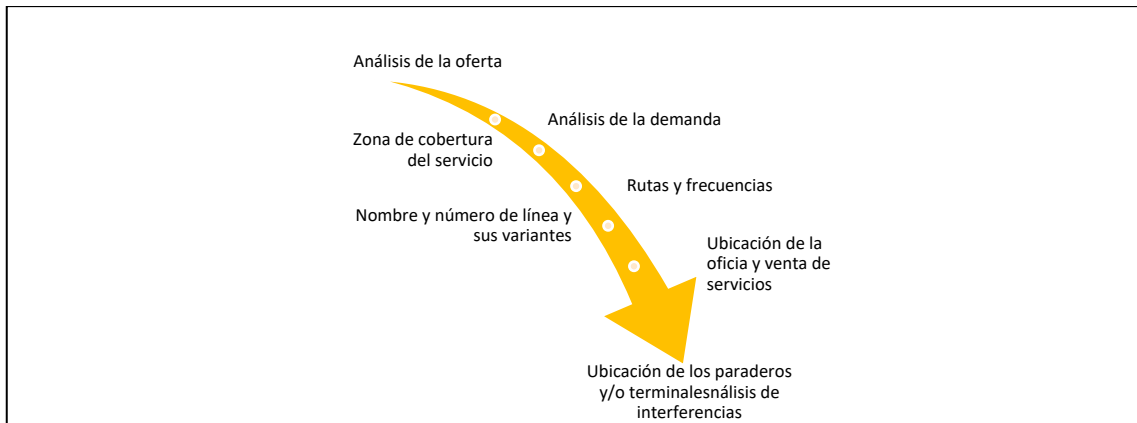 Análisis de la oferta
Análisis de la demanda
Zona de cobertura
del servicio
Rutas y frecuencias
Nombre y número de línea y
sus variantes
Ubicación de la
oficia y venta de
servicios
Ubicación de los paraderos
y/o terminalesnálisis de
interferencias